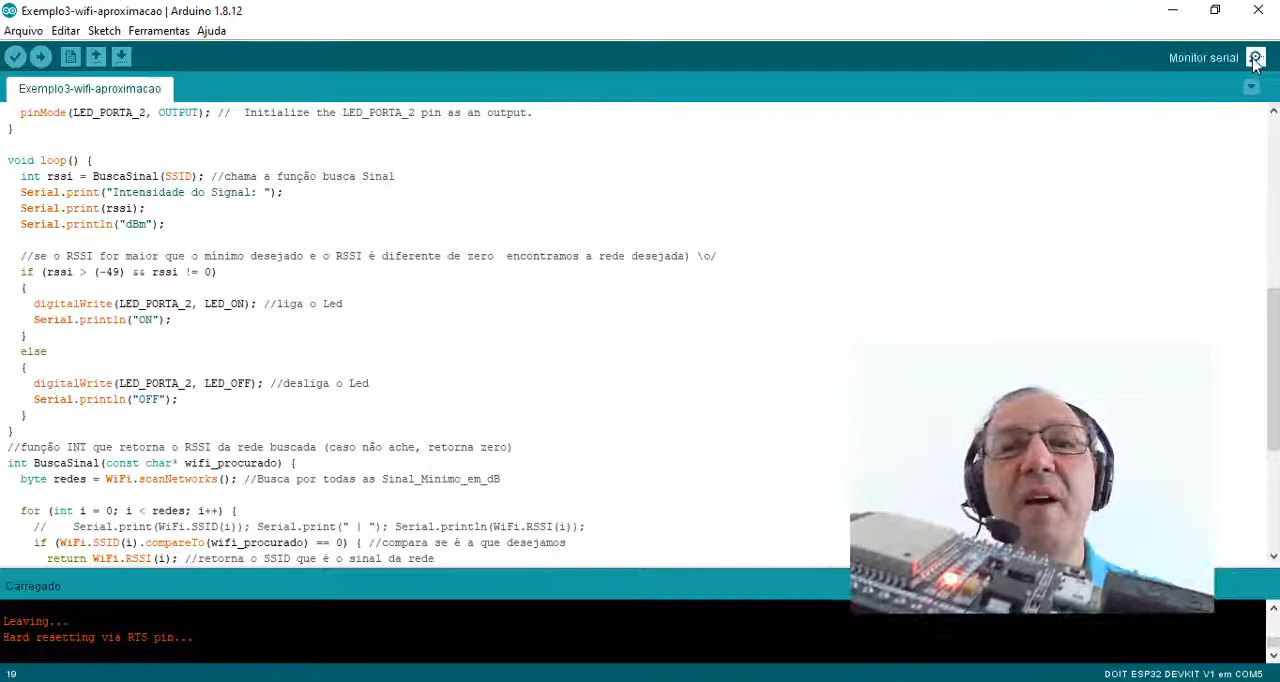 Exemplo3-wifi-aproximacao | Arduino 1.8.12
Arquivo Editar Sketch Ferramentas Ajuda
Monitor serial
Exemplo3-wifi-aproximacao
pinMode(LED_PORTA_2, OUTPUT); //  Initialize the LED_PORTA_2 pin as an output.
}
void loop() {
int rssi = BuscaSinal(SSID); //chama a função busca Sinal
Serial.print("Intensidade do Signal: ");
Serial.print(rssi);
Serial.println("dBm");
//se o RSSI for maior que o mínimo desejado e o RSSI é diferente de zero  encontramos a rede desejada) \o/
if (rssi > (-49) && rssi != 0)
{
digitalWrite(LED_PORTA_2, LED_ON); //liga o Led
Serial.println("ON");
}
else
{
digitalWrite(LED_PORTA_2, LED_OFF); //desliga o Led
Serial.println("OFF");
}
}
//função INT que retorna o RSSI da rede buscada (caso não ache, retorna zero)
int BuscaSinal(const char* wifi_procurado) {
byte redes = WiFi.scanNetworks(); //Busca por todas as Sinal_Minimo_em_dB
for (int i = 0; i < redes; i++) {
//    Serial.print(WiFi.SSID(i)); Serial.print(" | "); Serial.println(WiFi.RSSI(i));
if (WiFi.SSID(i).compareTo(wifi_procurado) == 0) { //compara se é a que desejamos
return WiFi.RSSI(i); //retorna o SSID que é o sinal da rede
Carregado
Leaving...
Hard resetting via RTS pin...
19
DOIT ESP32 DEVKIT V1 em COM5